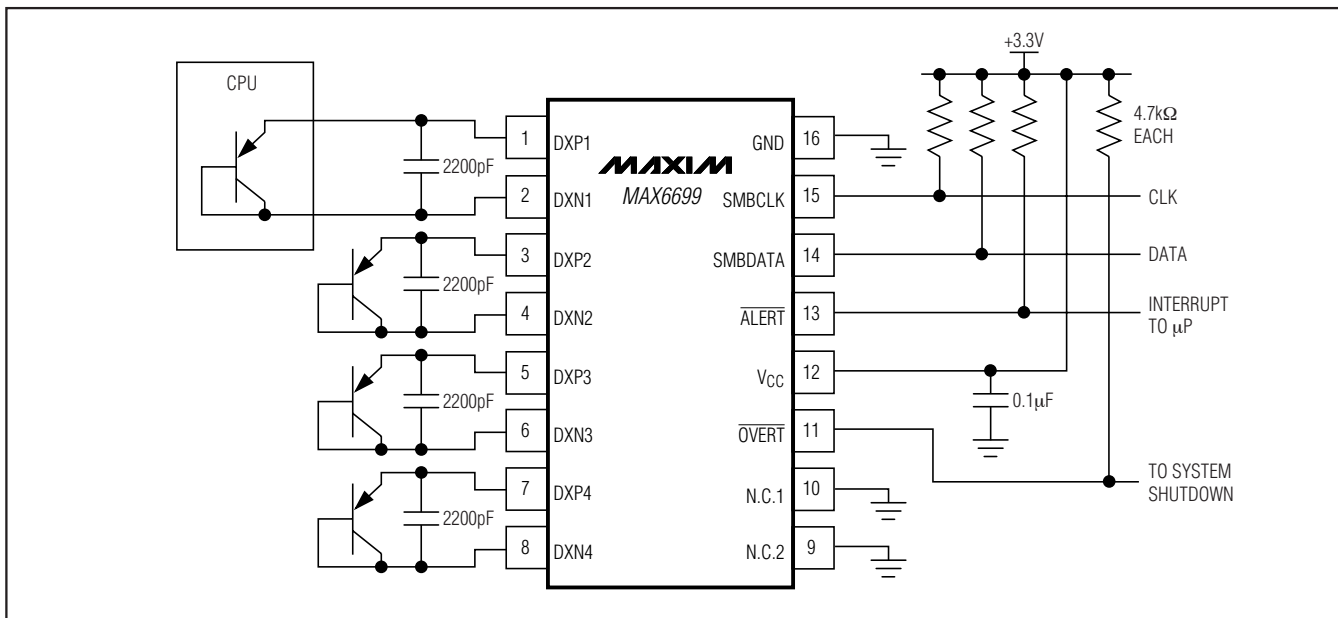 CPU
2200pF
2200pF
2200pF
2200pF
1
2
3
4
5
6
7
8
DXP1
DXN1
DXP2
DXN2
DXP3
DXN3
DXP4
DXN4
MAXIM
MAX6699
GND
SMBCLK
SMBDATA
ALERT
VCC
OVERT
N.C.1
N.C.2
16
15
14
13
12
11
10
9
+3.3V
4.7kΩ
EACH
CLK
DATA
INTERRUPT
TO µP
0.1µF
TO SYSTEM
SHUTDOWN